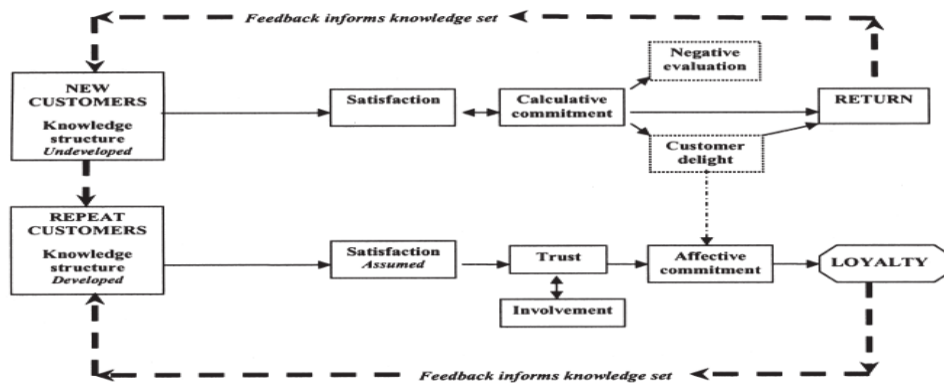 Feedback informs knowledge set
NEW
CUSTOMERS
Knowledge
structure
Undeveloped
Satisfaction
Calculative
commitment
Negative
evaluation
Customer
delight
RETURN
REPEAT
CUSTOMERS
Knowledge
structure
Developed
Satisfaction
Assumed
Trust
Involvement
Affective
commitment
LOYALTY
Feedback informs knowledge set